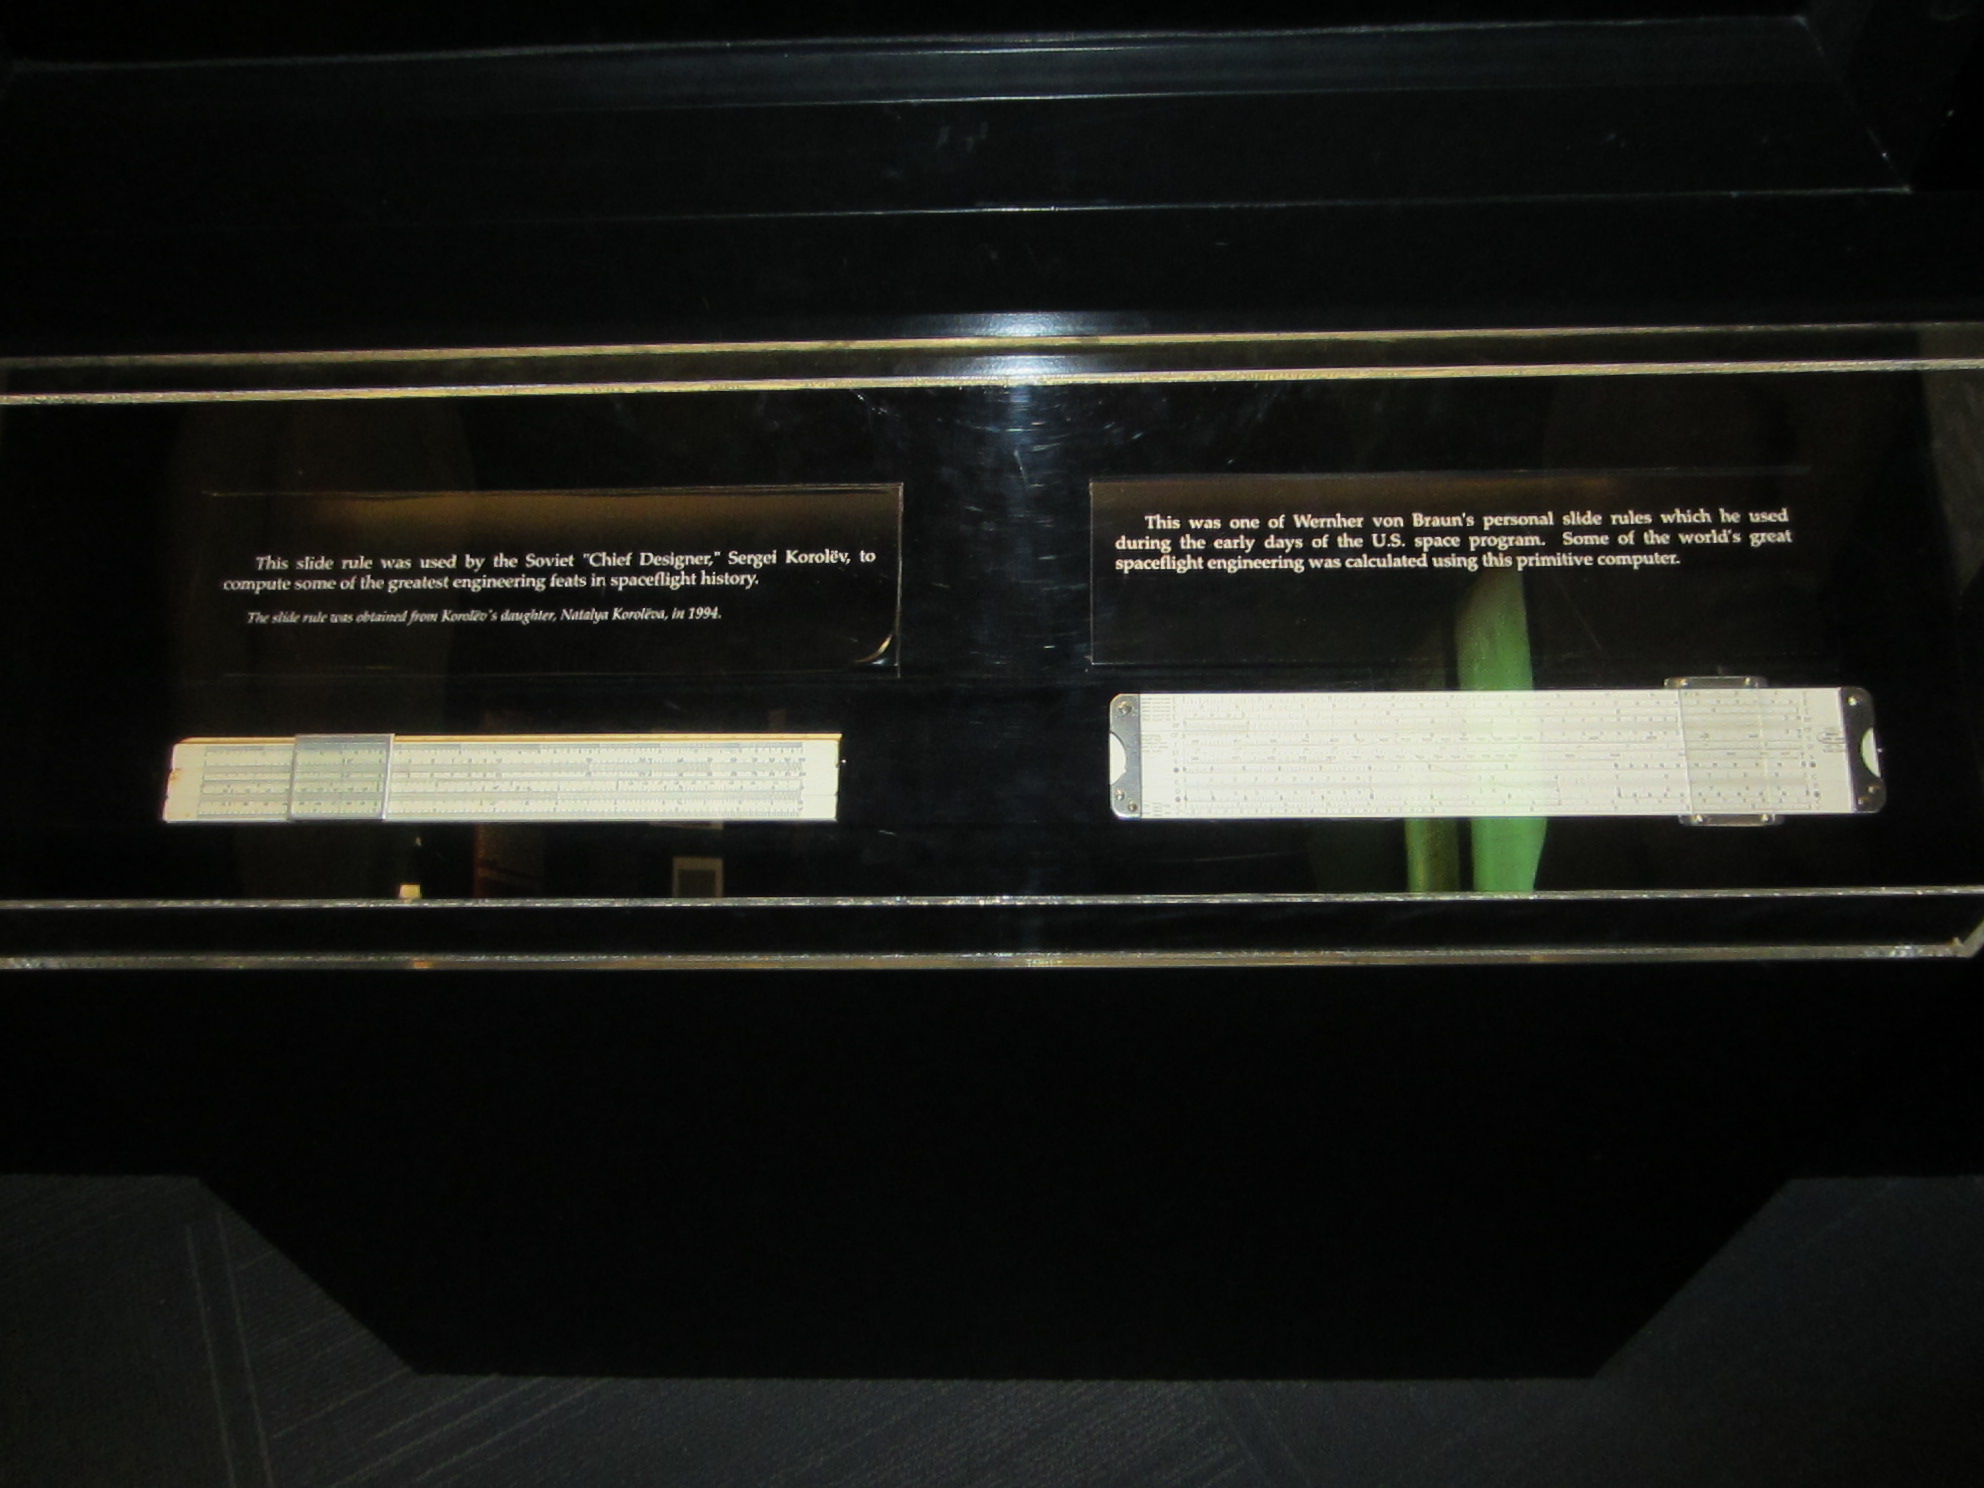 This slide rule was used by the Soviet "Chief Designer," Sergei Korolëv, to
compute some of the greatest engineering feats in spaceflight history.
The slide rule was obtained from Korolëv's daughter, Natalya Korolëva, in 1994.
This was one of Wernher von Braun's personal slide rules which he used
during the early days of the U.S. space program. Some of the world's great
spaceflight engineering was calculated using this primitive computer.